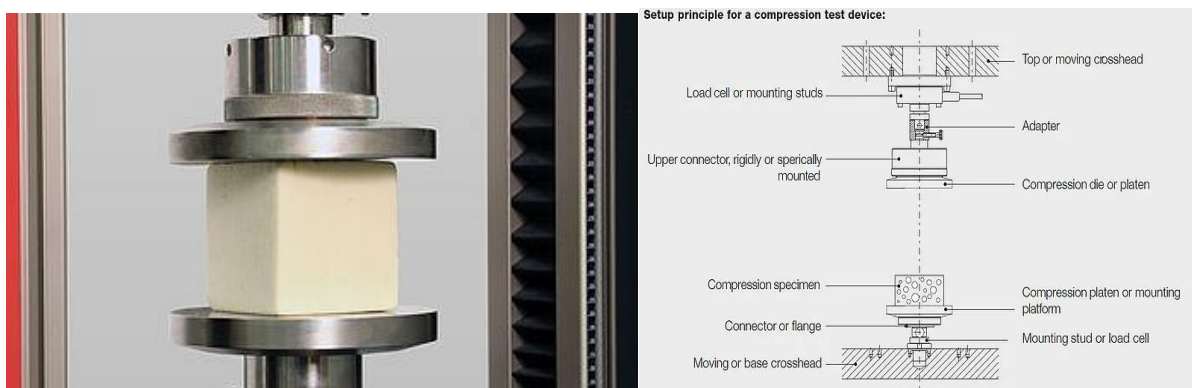 Setup principle for a compression test device:
Top or moving crosshead
Load cell or mounting studs
Adapter
Upper connector, rigidly or sperically
mounted
Compression die or platen
Compression specimen
Compression platen or mounting
platform
Connector or flange
Mounting stud or load cell
Moving or base crosshead